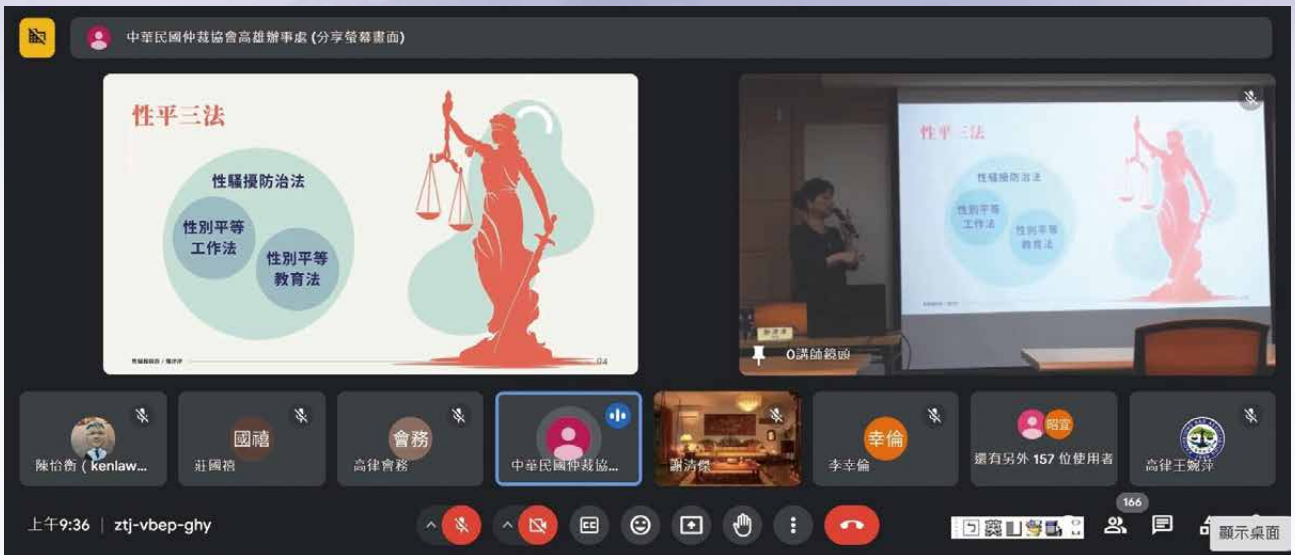 中華民國仲裁協會高雄辦事處 (分享螢幕畫面)
性平三法
性騷擾防治法
性別平等
工作法
性別平等
教育法
04
性平三法
性騷擾防治法
性別平等
工作法
性別平等
教育法
0講師鏡頭
陳怡衡 ( kenlaw...
國禧
莊國禧
會務
高律會務
中華民國仲裁協...
謝清傑
幸倫
李幸倫
昭宜
還有另外 157 位使用者
高律王婉萍
上午9:36
ztj-vbep-ghy
CC
166
英
顯示桌面